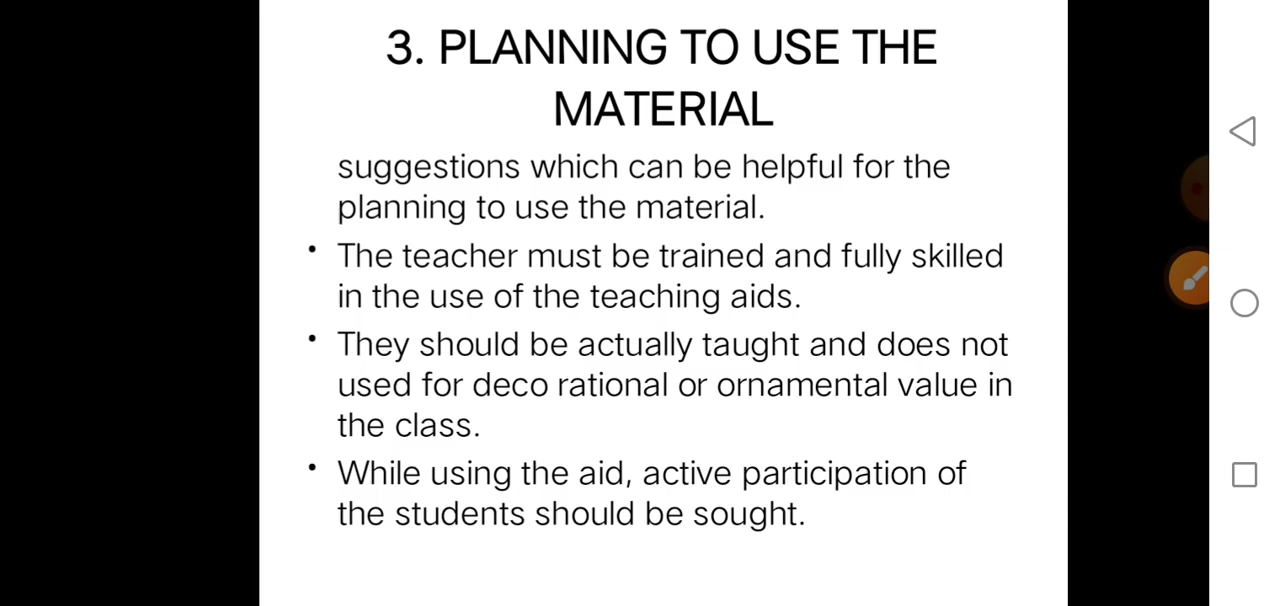 3. PLANNING TO USE THE
MATERIAL
suggestions which can be helpful for the
planning to use the material.
• The teacher must be trained and fully skilled
in the use of the teaching aids.
• They should be actually taught and does not
used for deco rational or ornamental value in
the class.
• While using the aid, active participation of
the students should be sought.